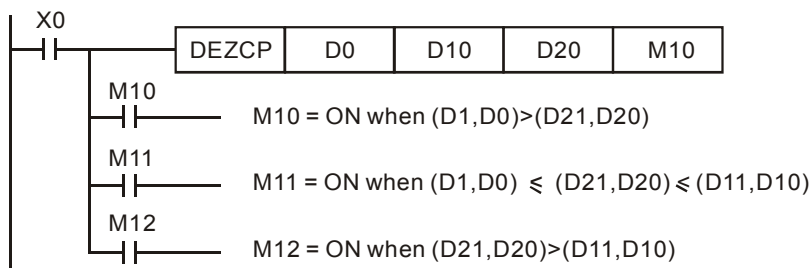 X0
DEZCP D0 D10 D20 M10
M10
M10 = ON when (D1,D0)>(D21,D20)
M11
M11 = ON when (D1,D0) ≤ (D21,D20) ≤ (D11,D10)
M12
M12 = ON when (D21,D20)>(D11,D10)